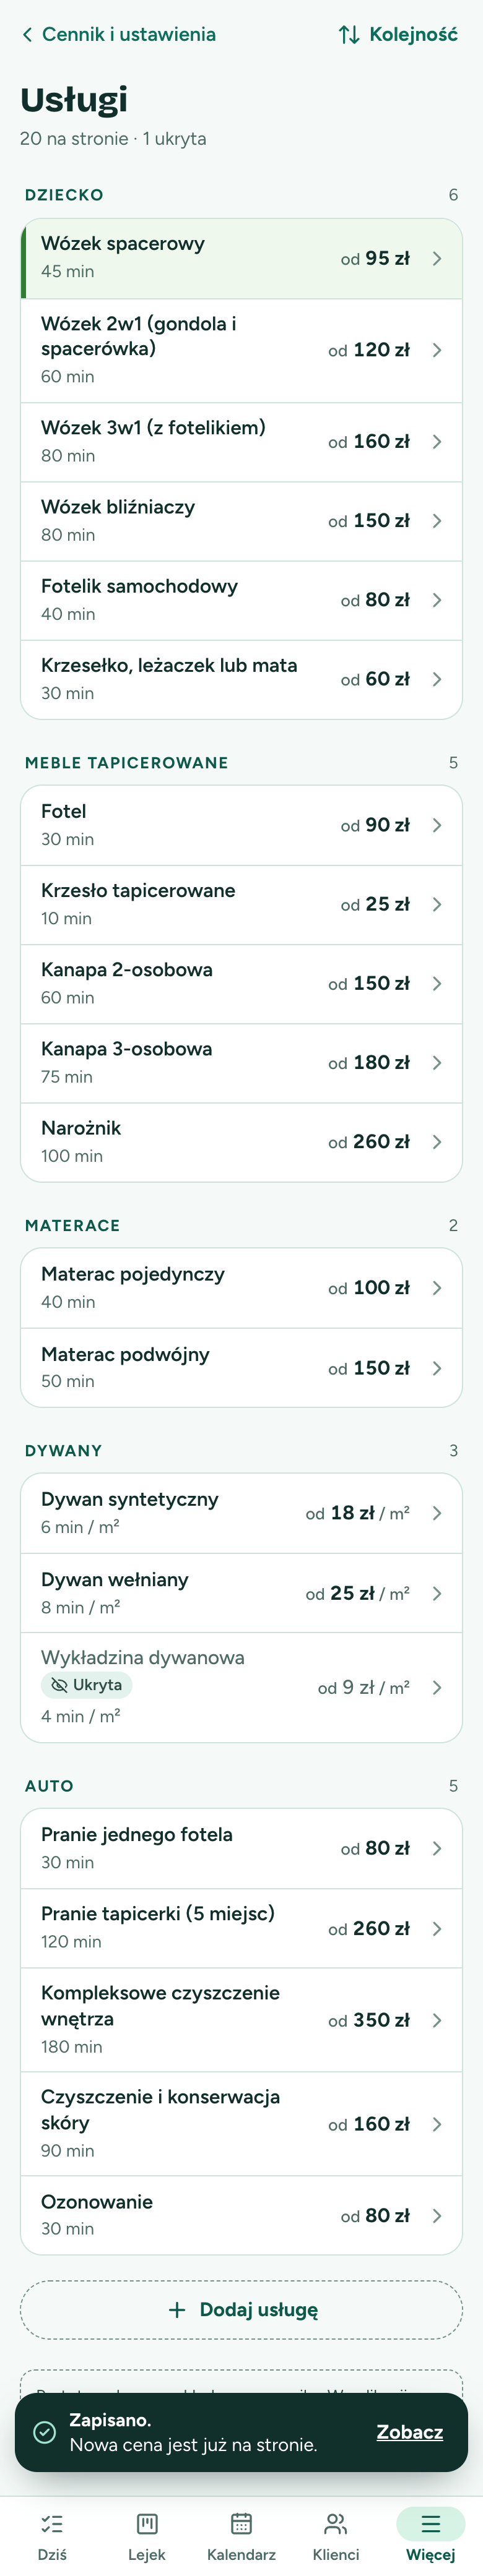 Cennik i ustawienia
Kolejność
Usługi
20 na stronie · 1 ukryta
DZIECKO
6
Wózek spacerowy
45 min
od 95 zł
Wózek 2w1 (gondola i
spacerówka)
60 min
od 120 zł
Wózek 3w1 (z fotelikiem)
80 min
od 160 zł
Wózek bliźniaczy
80 min
od 150 zł
Fotelik samochodowy
40 min
od 80 zł
Krzesełko, leżaczek lub mata
30 min
od 60 zł
MEBLE TAPICEROWANE
5
Fotel
30 min
od 90 zł
Krzesło tapicerowane
10 min
od 25 zł
Kanapa 2-osobowa
60 min
od 150 zł
Kanapa 3-osobowa
75 min
od 180 zł
Narożnik
100 min
od 260 zł
MATERACE
2
Materac pojedynczy
40 min
od 100 zł
Materac podwójny
50 min
od 150 zł
DYWANY
3
Dywan syntetyczny
6 min / m²
od 18 zł / m²
Dywan wełniany
8 min / m²
od 25 zł / m²
Wykładzina dywanowa
Ukryta
4 min / m²
od 9 zł / m²
AUTO
5
Pranie jednego fotela
30 min
od 80 zł
Pranie tapicerki (5 miejsc)
120 min
od 260 zł
Kompleksowe czyszczenie
wnętrza
180 min
od 350 zł
Czyszczenie i konserwacja
skóry
90 min
od 160 zł
Ozonowanie
30 min
od 80 zł
Dodaj usługę
Zapisano.
Nowa cena jest już na stronie.
Zobacz
Dziś
Lejek
Kalendarz
Klienci
Więcej